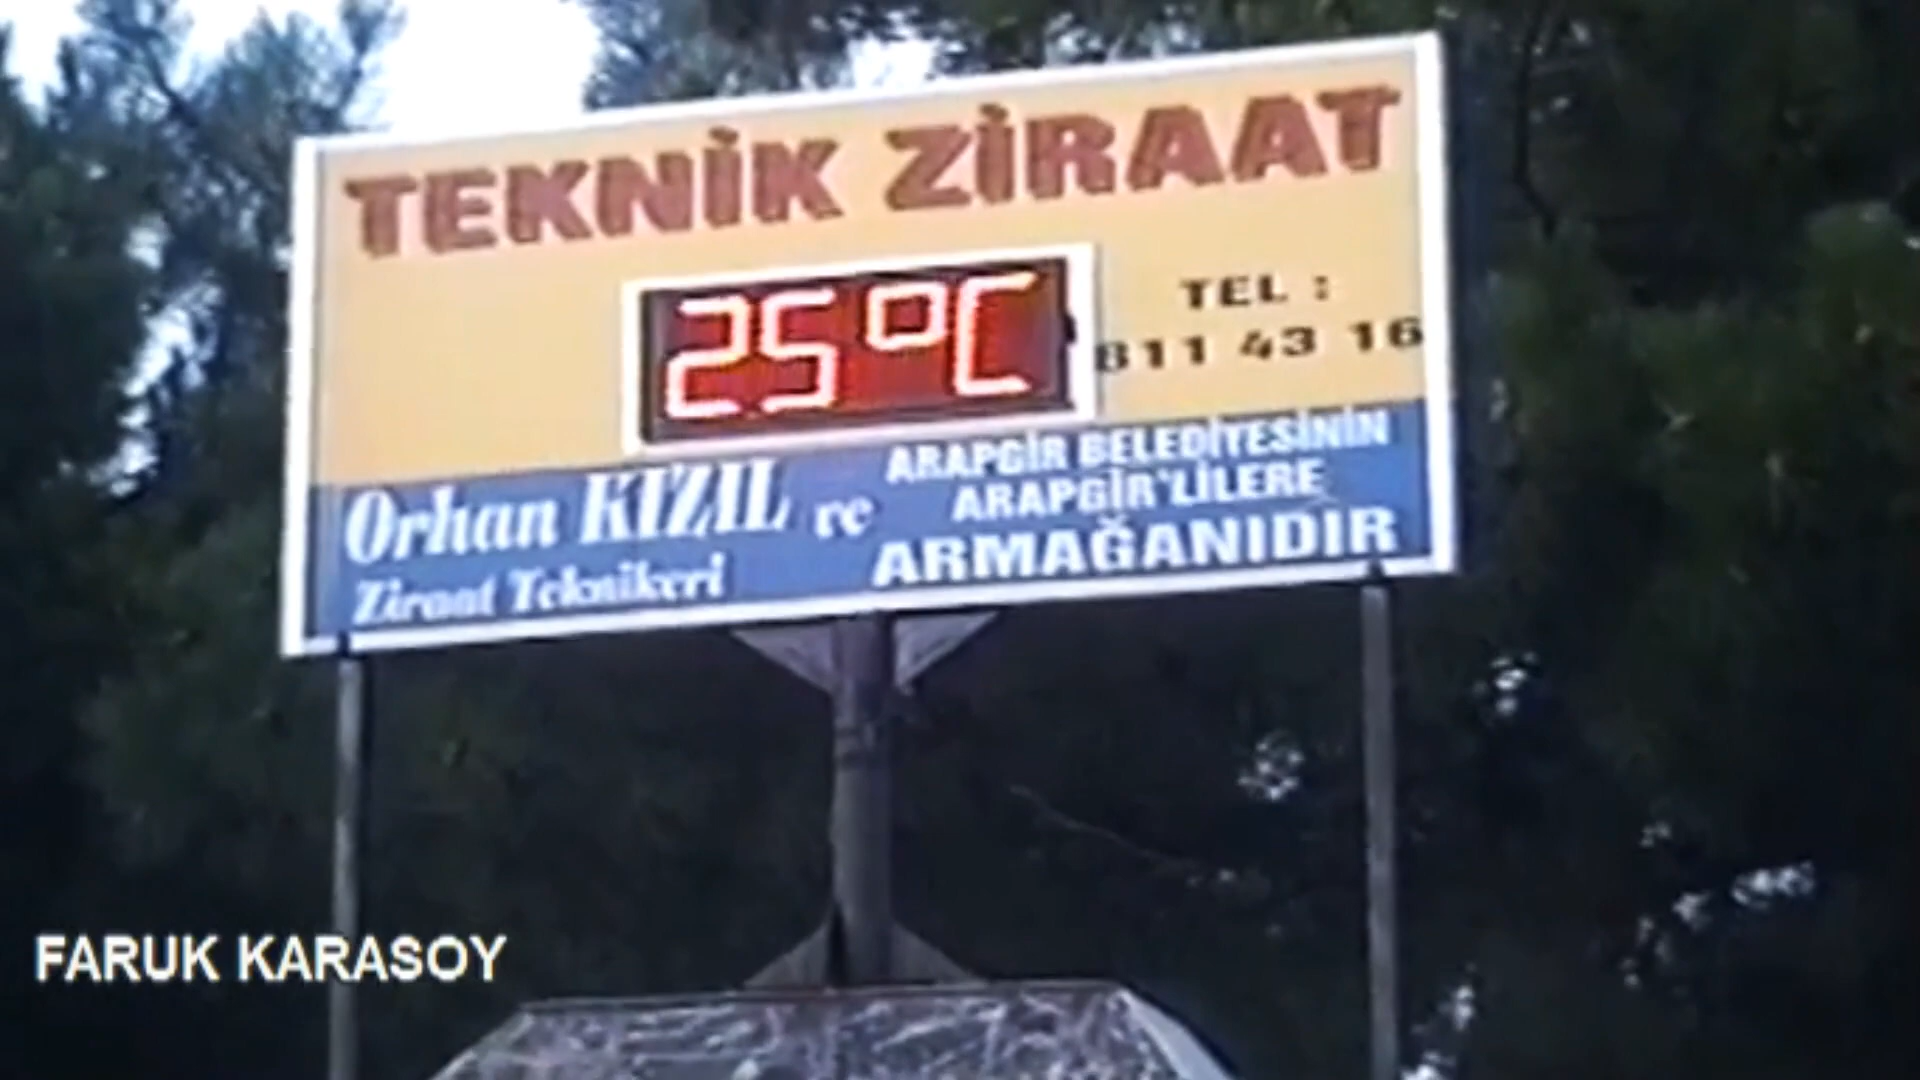 TEKNİK ZİRAAT
25 °C
TEL :
811 43 16
Orhan KIZIL ve
Ziraat Teknikeri
ARAPGİR BELEDİYESİNİN
ARAPGİR'LİLERE
ARMAĞANIDIR
FARUK KARASOY